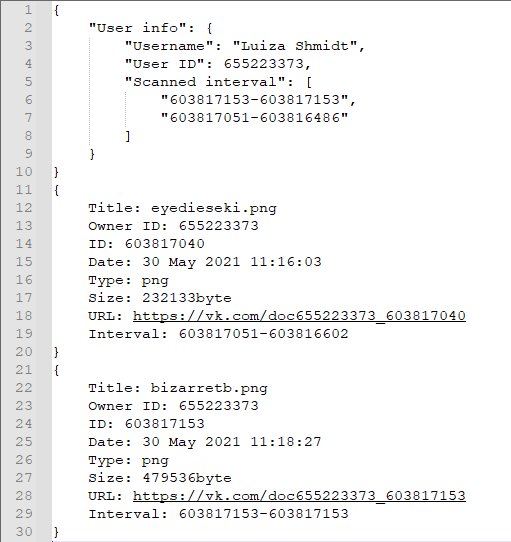 1 {
2 "User info": {
3 "Username": "Luiza Shmidt",
4 "User ID": 655223373,
5 "Scanned interval": [
6 "603817153-603817153",
7 "603817051-603816486"
8 ]
9 }
10 }
11 {
12 Title: eyedieseki.png
13 Owner ID: 655223373
14 ID: 603817040
15 Date: 30 May 2021 11:16:03
16 Type: png
17 Size: 232133byte
18 URL: https://vk.com/doc655223373_603817040
19 Interval: 603817051-603816602
20 }
21 {
22 Title: bizarretb.png
23 Owner ID: 655223373
24 ID: 603817153
25 Date: 30 May 2021 11:18:27
26 Type: png
27 Size: 479536byte
28 URL: https://vk.com/doc655223373_603817153
29 Interval: 603817153-603817153
30 }